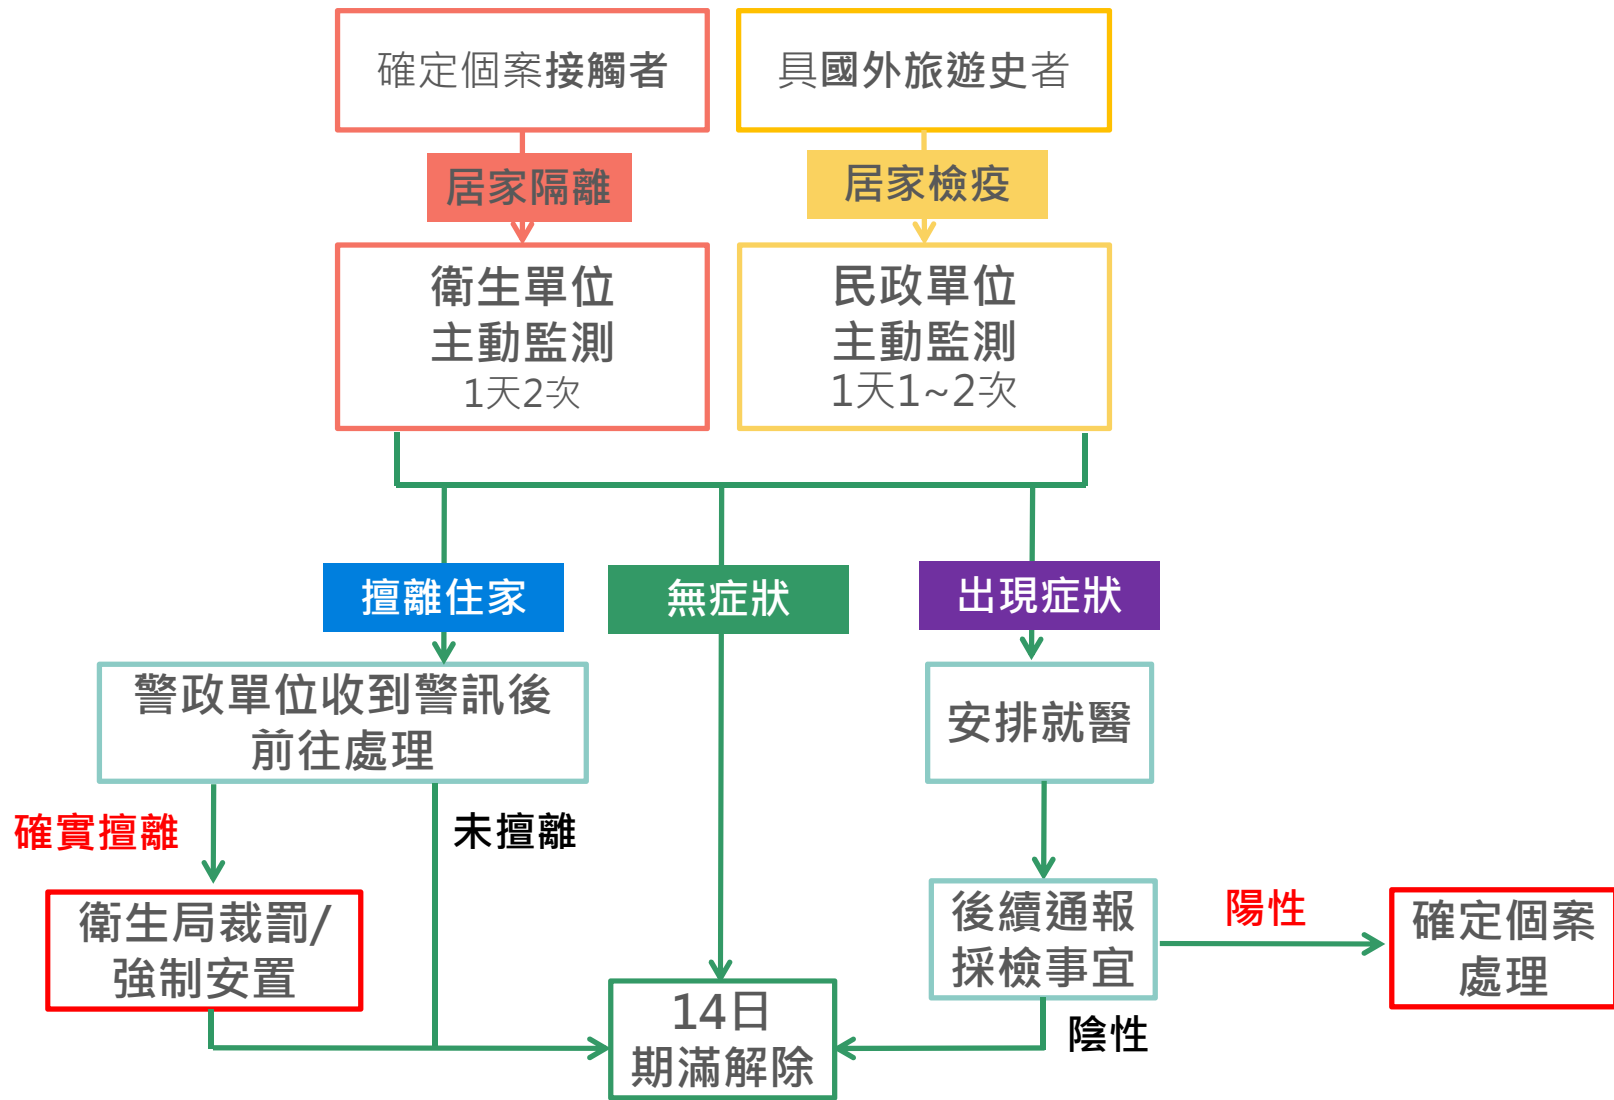 確定個案接觸者
具國外旅遊史者
居家隔離
居家檢疫
衛生單位
主動監測
1天2次
民政單位
主動監測
1天1~2次
擅離住家
無症狀
出現症狀
警政單位收到警訊後
前往處理
安排就醫
確實擅離
未擅離
衛生局裁罰/
強制安置
後續通報
採檢事宜
陽性
確定個案
處理
陰性
14日
期滿解除